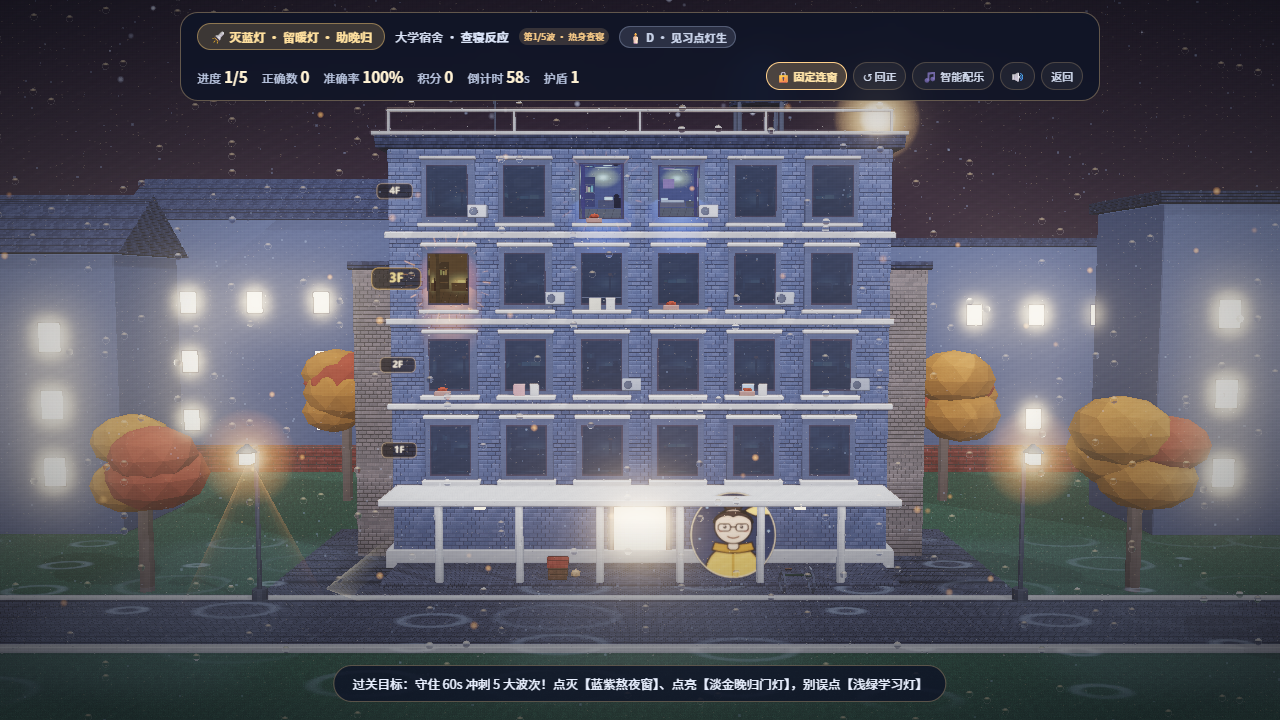 灭蓝灯 • 留暖灯 • 助晚归
大学宿舍 • 查寝反应
第1/5波 • 热身查寝
D • 见习点灯生
进度 1/5 正确数 0 准确率 100% 积分 0 倒计时 58s 护盾 1
固定连窗
↺ 回正
智能配乐
返回
4F
3F
2F
1F
过关目标：守住 60s 冲刺 5 大波次！点灭【蓝紫熬夜窗】、点亮【淡金晚归门灯】，别误点【浅绿学习灯】